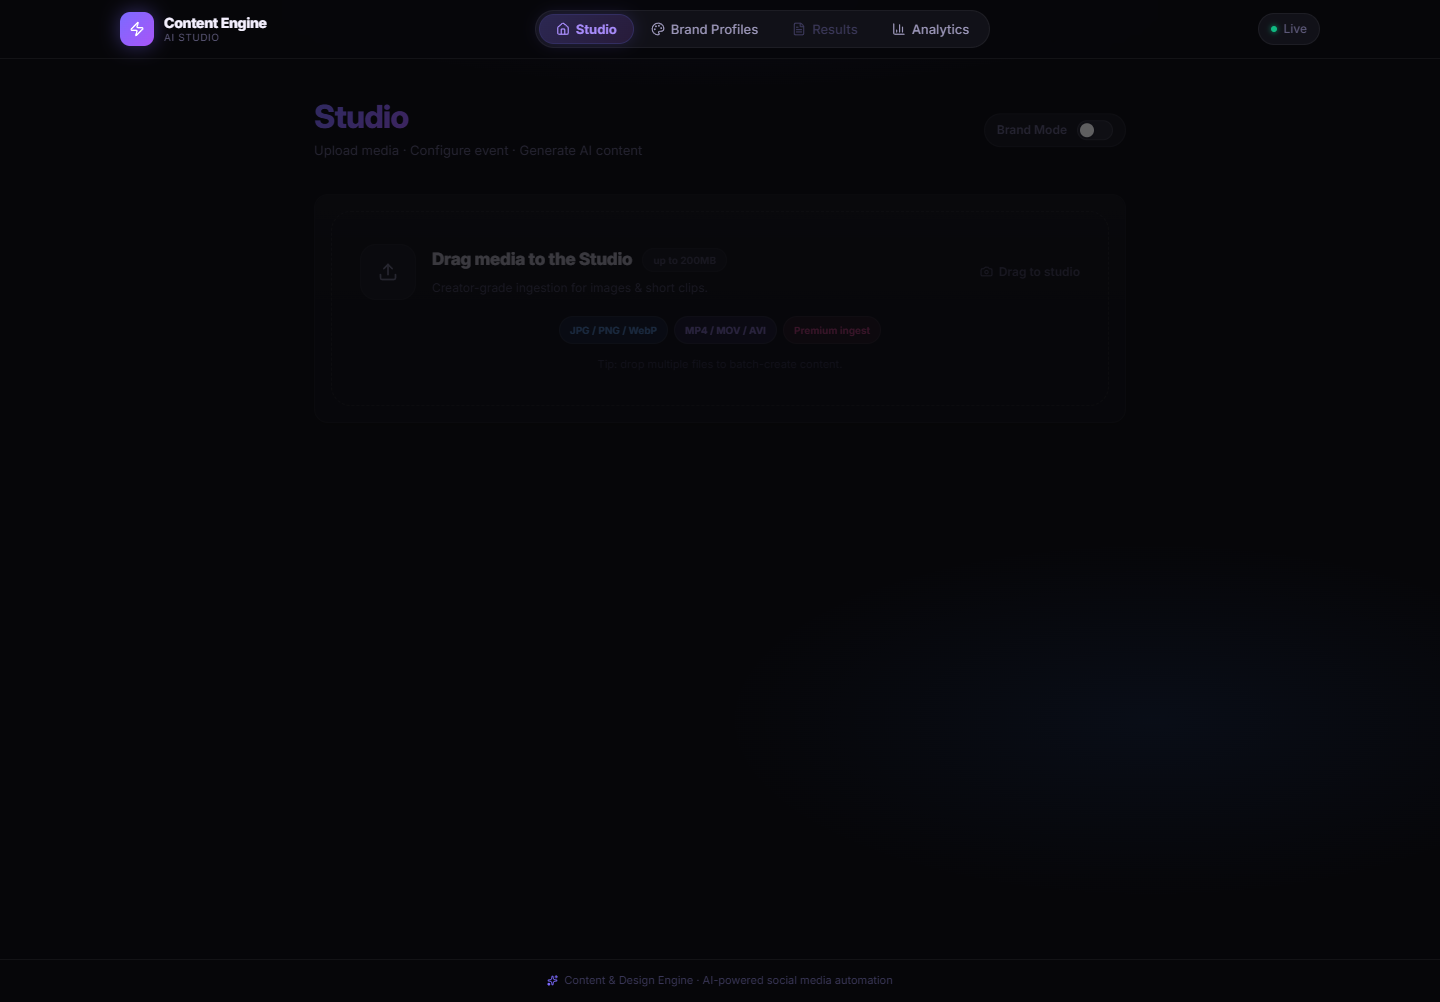 Content Engine
AI STUDIO
Studio
Brand Profiles
Results
Analytics
Live
Studio
Upload media · Configure event · Generate AI content
Brand Mode
Drag media to the Studio
up to 200MB
Creator-grade ingestion for images & short clips.
Drag to studio
JPG / PNG / WebP
MP4 / MOV / AVI
Premium ingest
Tip: drop multiple files to batch-create content.
Content & Design Engine · AI-powered social media automation